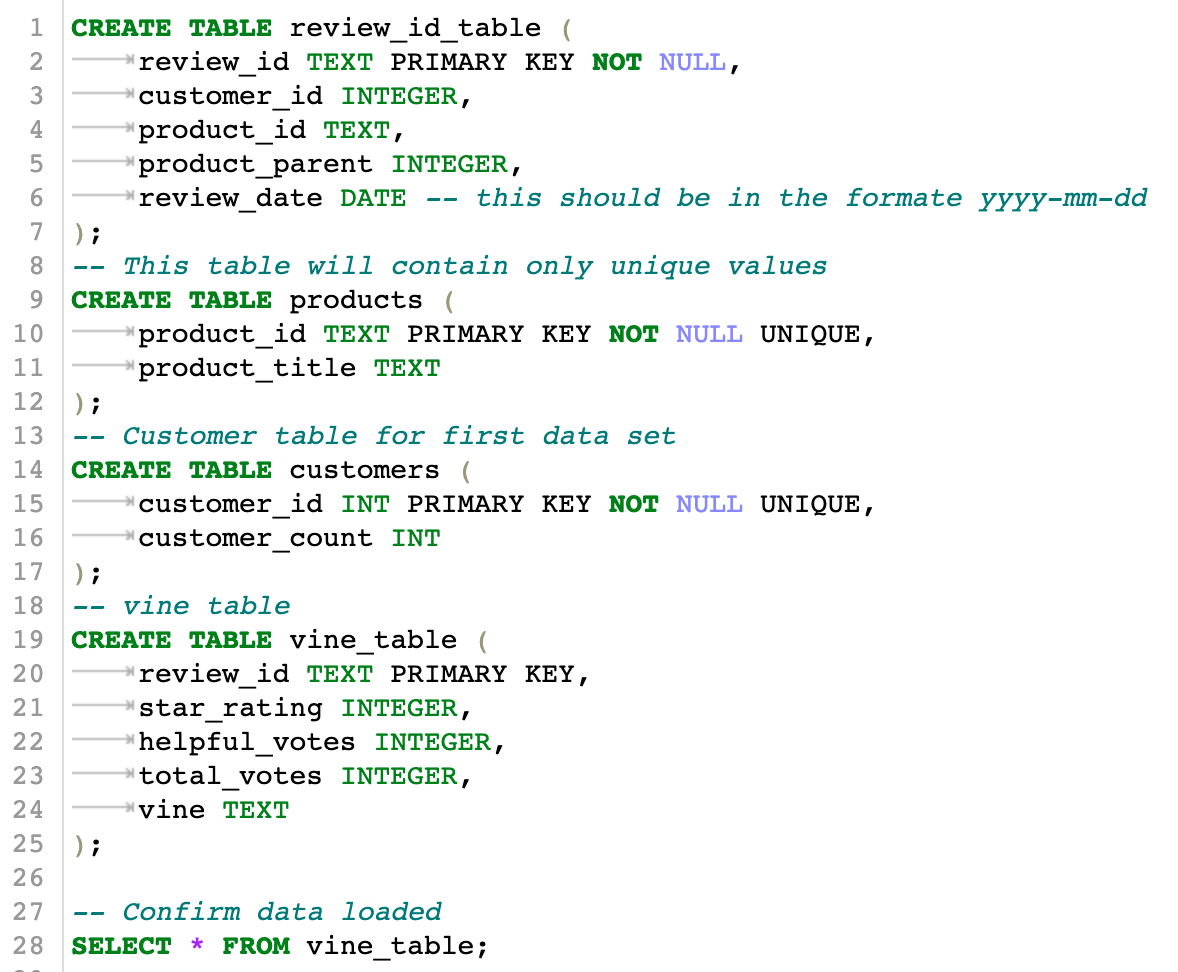 1 CREATE TABLE review_id_table (
2 review_id TEXT PRIMARY KEY NOT NULL,
3 customer_id INTEGER,
4 product_id TEXT,
5 product_parent INTEGER,
6 review_date DATE -- this should be in the formate yyyy-mm-dd
7 );
8 -- This table will contain only unique values
9 CREATE TABLE products (
10 product_id TEXT PRIMARY KEY NOT NULL UNIQUE,
11 product_title TEXT
12 );
13 -- Customer table for first data set
14 CREATE TABLE customers (
15 customer_id INT PRIMARY KEY NOT NULL UNIQUE,
16 customer_count INT
17 );
18 -- vine table
19 CREATE TABLE vine_table (
20 review_id TEXT PRIMARY KEY,
21 star_rating INTEGER,
22 helpful_votes INTEGER,
23 total_votes INTEGER,
24 vine TEXT
25 );
26
27 -- Confirm data loaded
28 SELECT * FROM vine_table;